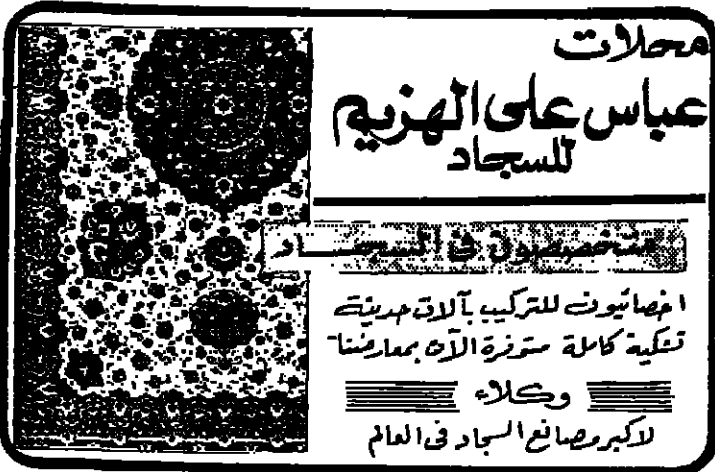 محلات
عباس على الهزيم
للسجاد
متخصصون في السجاد
اخصائيون للتركيب بآلات حديثة
تشكية كاملة متوفرة الآن بمعارضنا
وكلاء
لاكبر مصانع السجاد فى العالم